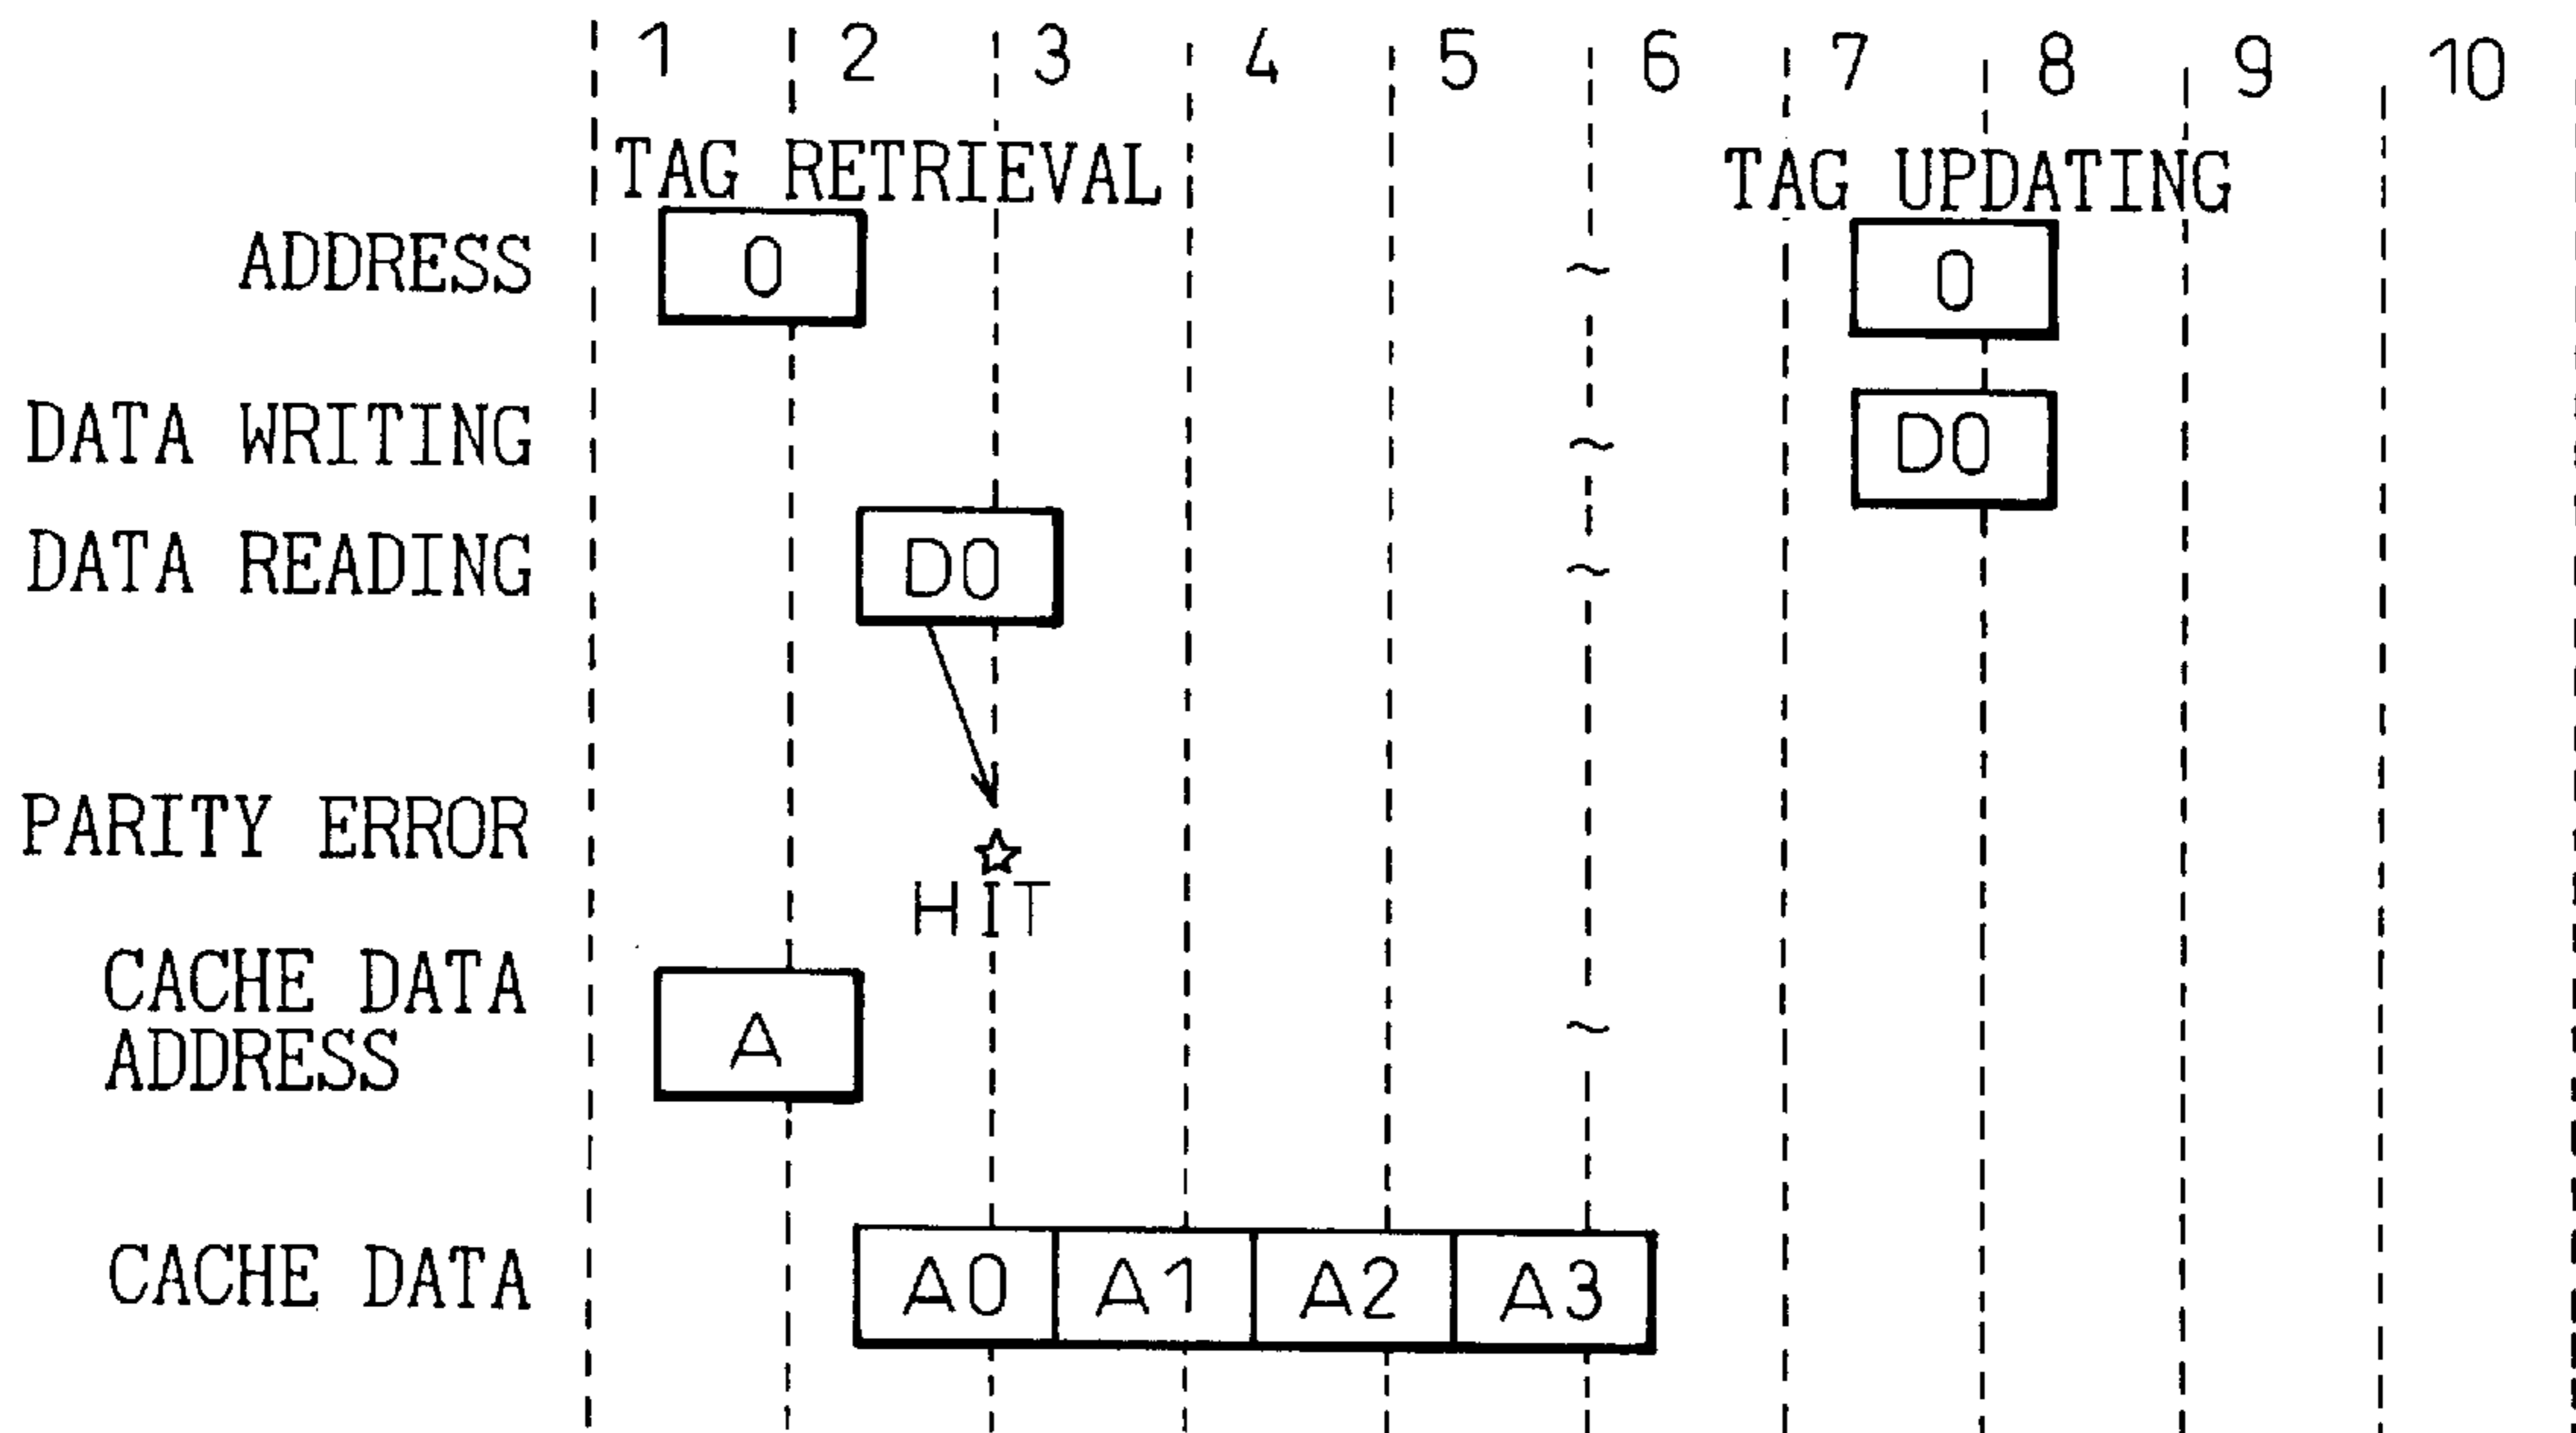 1 2 3 4 5 6 7 8 9 10
TAG RETRIEVAL TAG UPDATING
ADDRESS 0 0
DATA WRITING D0
DATA READING D0
PARITY ERROR ☆
HIT
CACHE DATA
ADDRESS A
CACHE DATA A0 A1 A2 A3